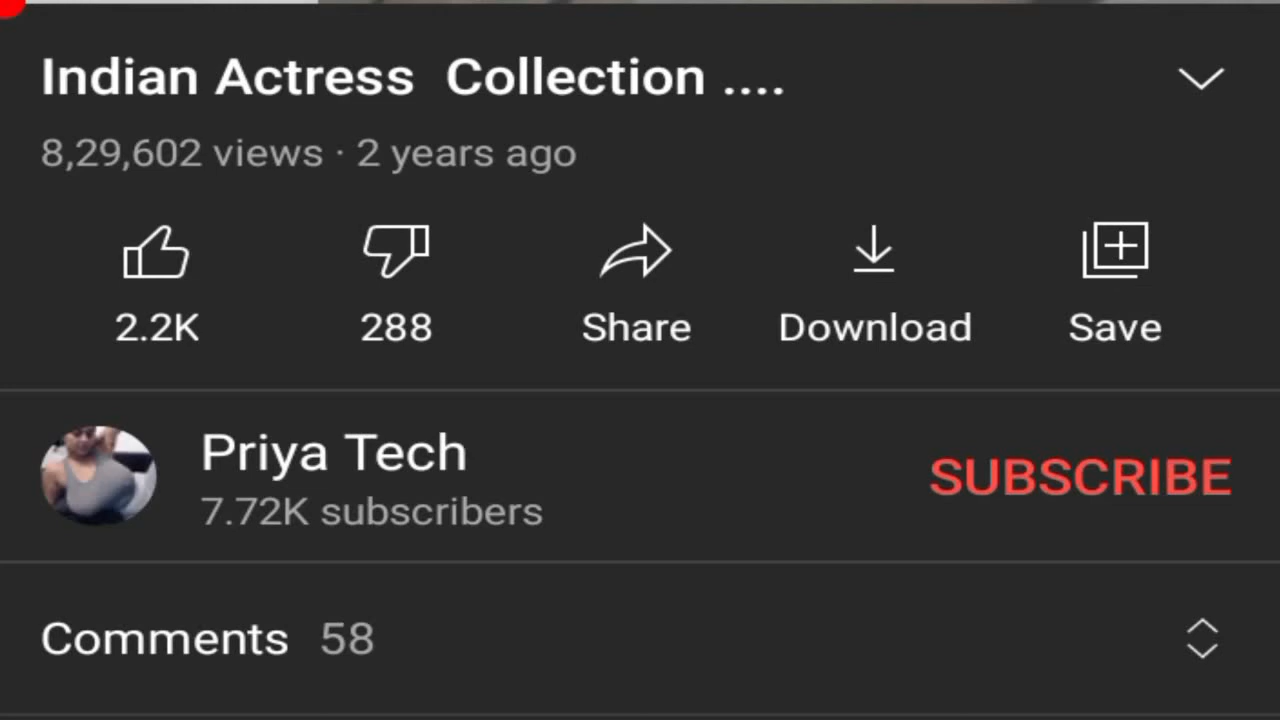 Indian Actress  Collection ....
8,29,602 views · 2 years ago
2.2K 288 Share Download Save
Priya Tech
7.72K subscribers
SUBSCRIBE
Comments 58